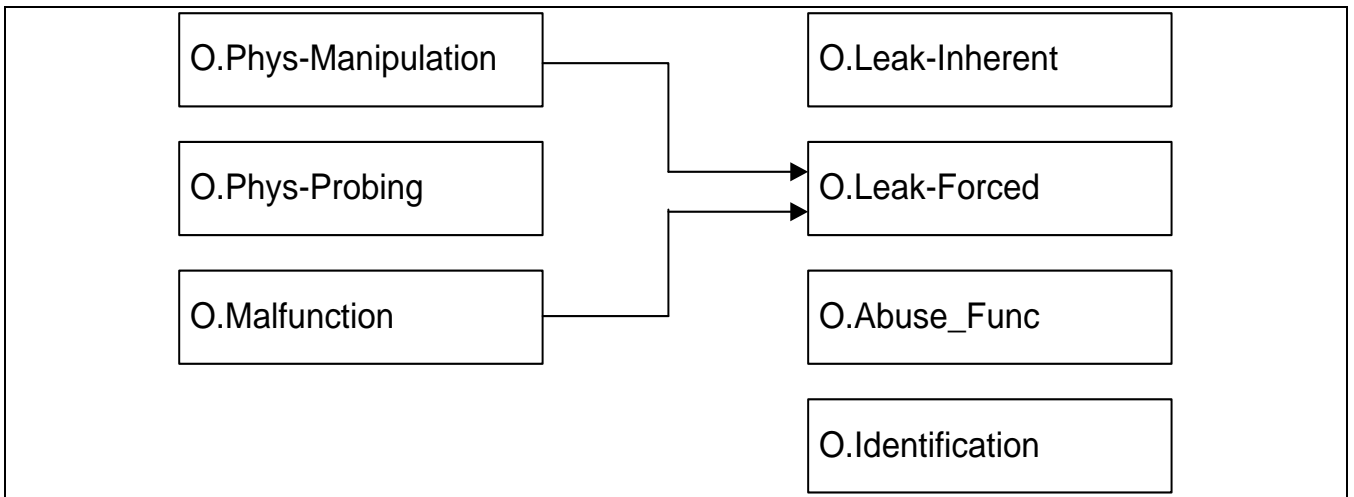 O.Phys-Manipulation
O.Leak-Inherent
O.Phys-Probing
O.Leak-Forced
O.Malfunction
O.Abuse_Func
O.Identification